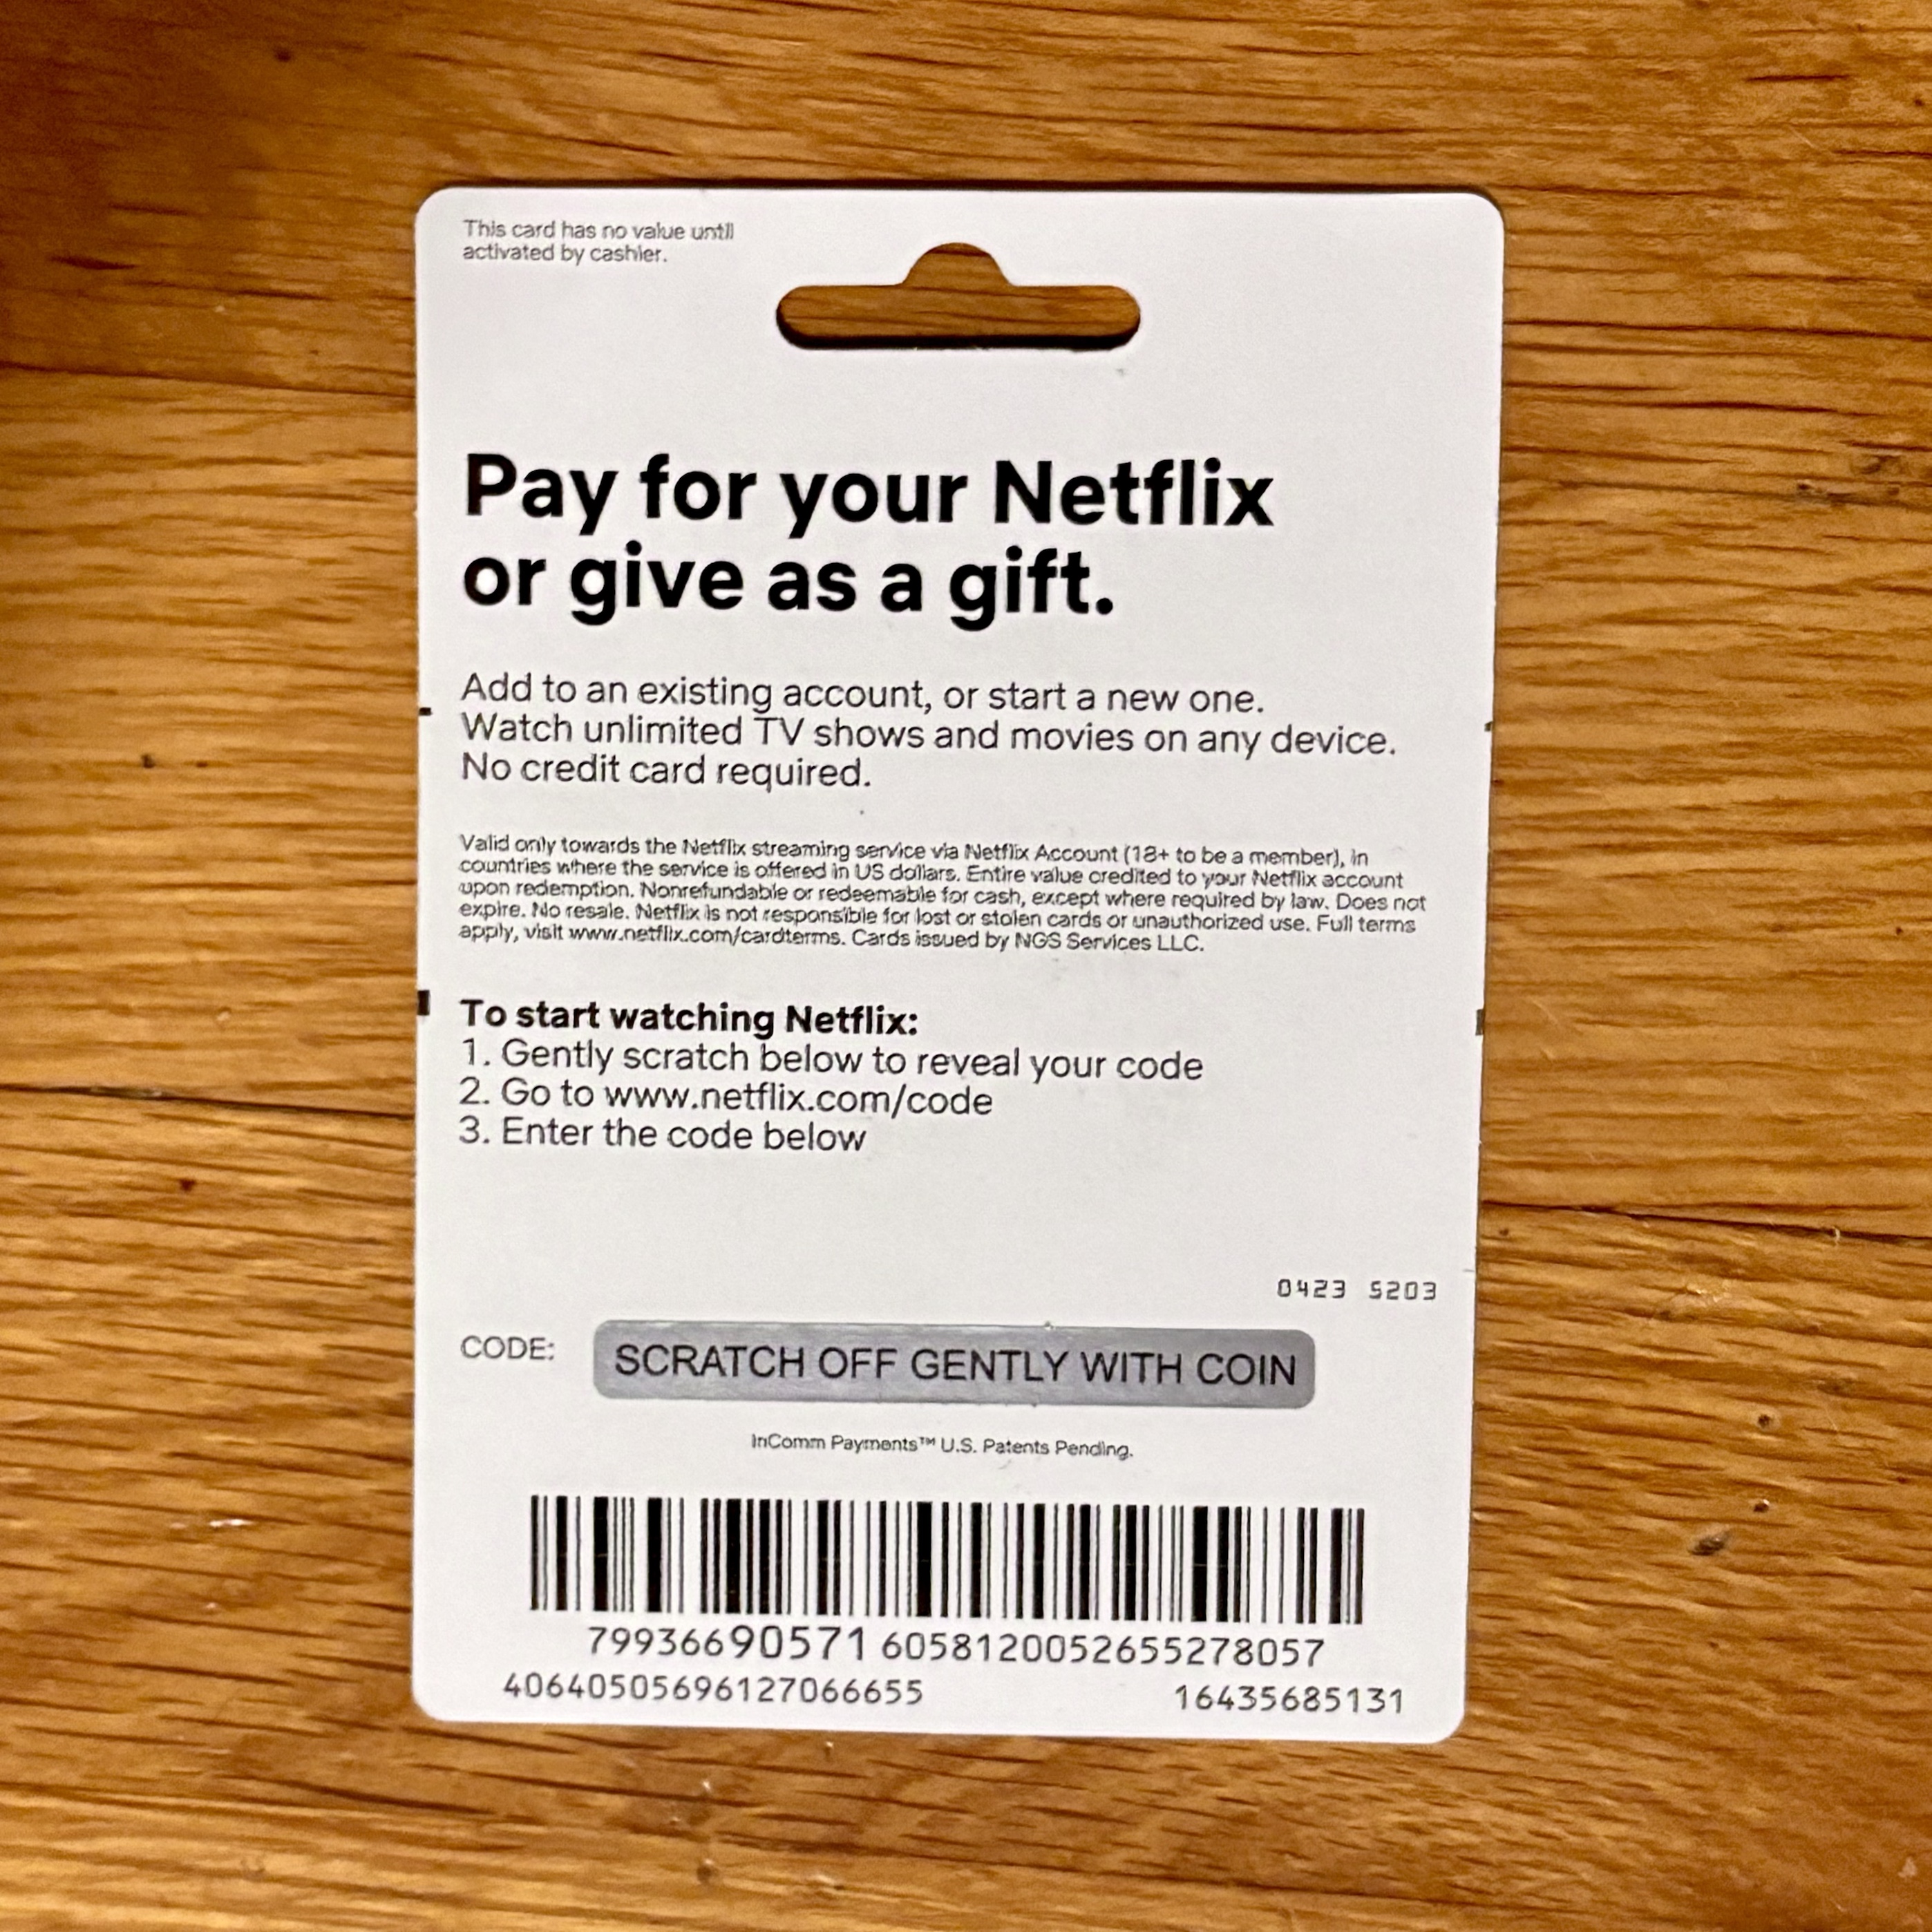 This card has no value until
activated by cashier.
Pay for your Netflix
or give as a gift.
Add to an existing account, or start a new one.
Watch unlimited TV shows and movies on any device.
No credit card required.
Valid only towards the Netflix streaming service via Netflix Account (18+ to be a member), in
countries where the service is offered in US dollars. Entire value credited to your Netflix account
upon redemption. Nonrefundable or redeemable for cash, except where required by law. Does not
expire. No resale. Netflix is not responsible for lost or stolen cards or unauthorized use. Full terms
apply, visit www.netflix.com/cardterms. Cards issued by NGS Services LLC.
To start watching Netflix:
1. Gently scratch below to reveal your code
2. Go to www.netflix.com/code
3. Enter the code below
0423 5203
CODE: SCRATCH OFF GENTLY WITH COIN
InComm Payments™ U.S. Patents Pending.
79936690571 6058120052655278057
40640505696127066655 16435685131